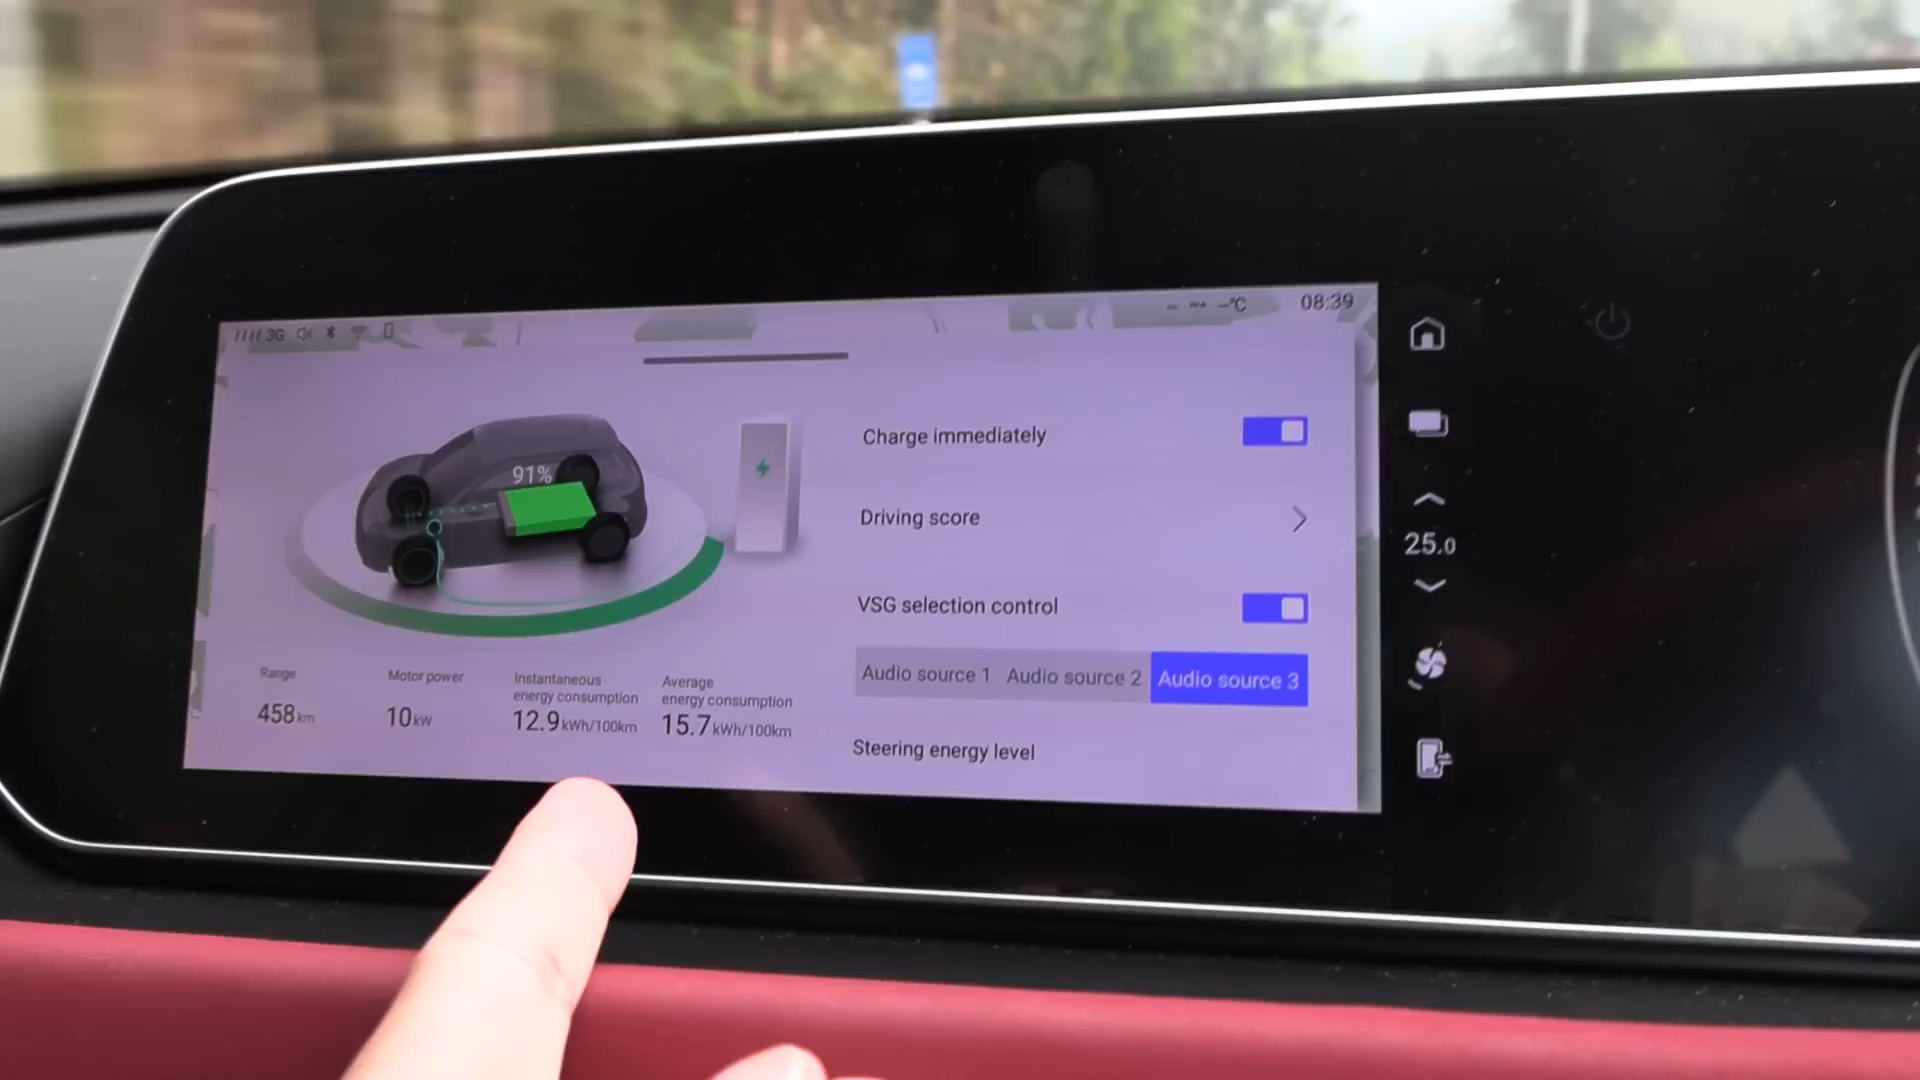 3G
℃ 08:39
91%
Charge immediately
Driving score
VSG selection control
Audio source 1 Audio source 2 Audio source 3
Steering energy level
Range
458 km
Motor power
10 kW
Instantaneous
energy consumption
12.9 kWh/100km
Average
energy consumption
15.7 kWh/100km
25.0